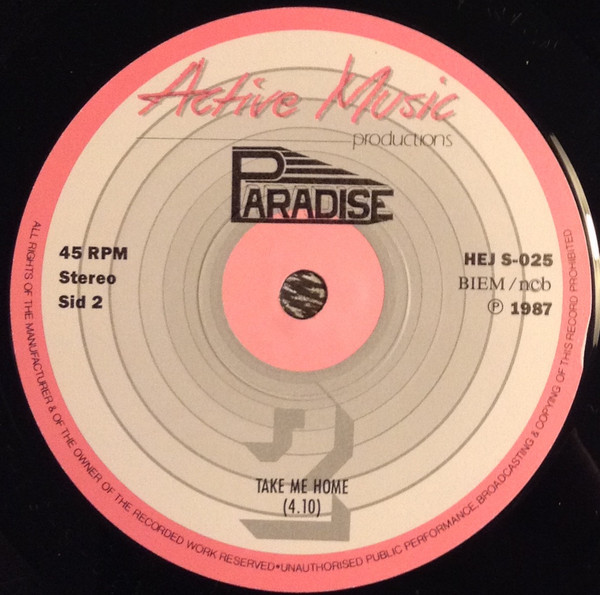 Active Music
productions
PARADISE
45 RPM
Stereo
Sid 2
HEJ S-025
BIEM/ncb
℗ 1987
2
TAKE ME HOME
(4.10)
ALL RIGHTS OF THE MANUFACTURER & OF THE OWNER OF THE RECORDED WORK RESERVED•UNAUTHORISED PUBLIC PERFORMANCE, BROADCASTING & COPYING OF THIS RECORD PROHIBITED